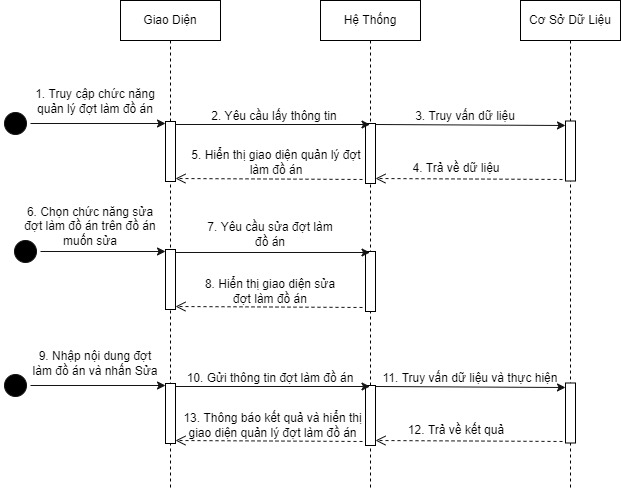 Giao Diện
Hệ Thống
Cơ Sở Dữ Liệu
1. Truy cập chức năng
quản lý đợt làm đồ án
2. Yêu cầu lấy thông tin
3. Truy vấn dữ liệu
5. Hiển thị giao diện quản lý đợt
làm đồ án
4. Trả về dữ liệu
6. Chọn chức năng sửa
đợt làm đồ án trên đồ án
muốn sửa
7. Yêu cầu sửa đợt làm
đồ án
8. Hiển thị giao diện sửa
đợt làm đồ án
9. Nhập nội dung đợt
làm đồ án và nhấn Sửa
10. Gửi thông tin đợt làm đồ án
11. Truy vấn dữ liệu và thực hiện
13. Thông báo kết quả và hiển thị
giao diện quản lý đợt làm đồ án
12. Trả về kết quả